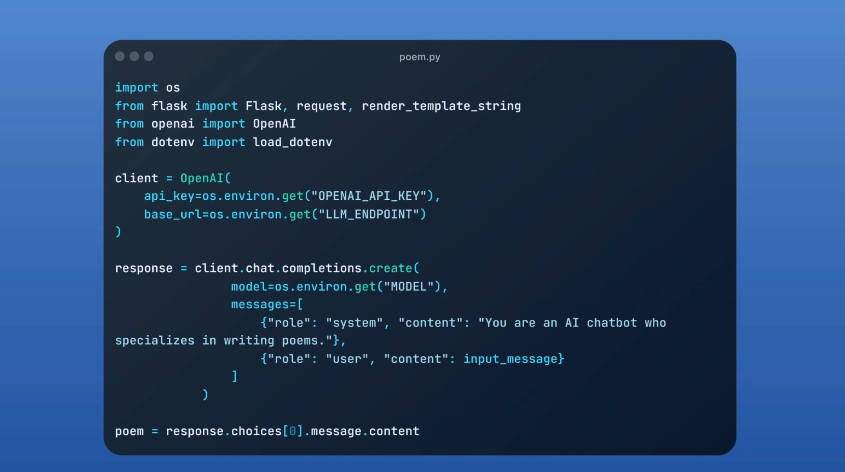 poem.py
import os
from flask import Flask, request, render_template_string
from openai import OpenAI
from dotenv import load_dotenv
client = OpenAI(
    api_key=os.environ.get("OPENAI_API_KEY"),
    base_url=os.environ.get("LLM_ENDPOINT")
)
response = client.chat.completions.create(
                model=os.environ.get("MODEL"),
                messages=[
                    {"role": "system", "content": "You are an AI chatbot who
specializes in writing poems."},
                    {"role": "user", "content": input_message}
                ]
            )
poem = response.choices[0].message.content